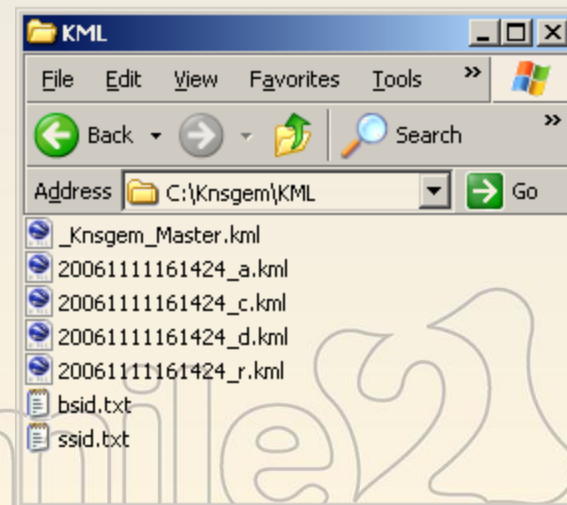 KML
File Edit View Favorites Tools »
Back Search »
Address C:\Knsgem\KML Go
_Knsgem_Master.kml
20061111161424_a.kml
20061111161424_c.kml
20061111161424_d.kml
20061111161424_r.kml
bsid.txt
ssid.txt
mile2